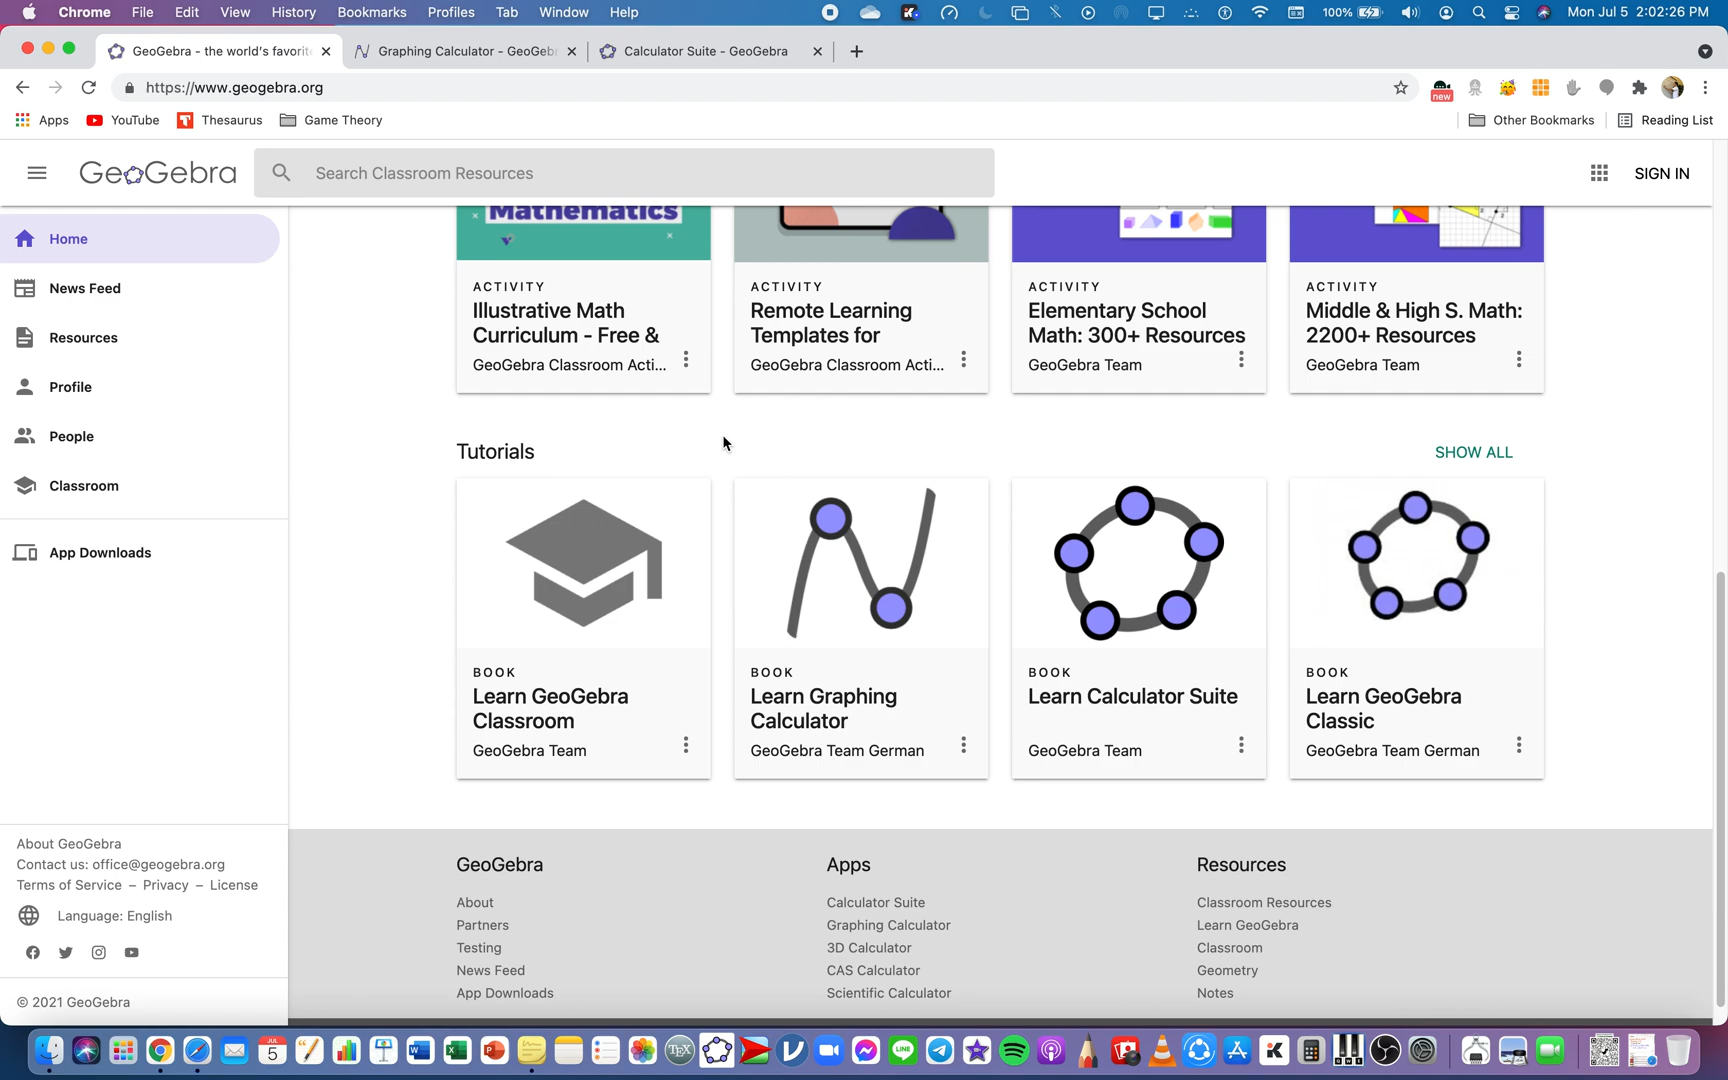 Chrome File Edit View History Bookmarks Profiles Tab Window Help 100% Mon Jul 5 2:02:26 PM
GeoGebra - the world's favorit
Graphing Calculator - GeoGeb
Calculator Suite - GeoGebra
https://www.geogebra.org
new
Apps YouTube Thesaurus Game Theory Other Bookmarks Reading List
GeoGebra
Search Classroom Resources
SIGN IN
Home
News Feed
Resources
Profile
People
Classroom
App Downloads
About GeoGebra
Contact us: office@geogebra.org
Terms of Service – Privacy – License
Language: English
© 2021 GeoGebra
Mathematics
ACTIVITY
Illustrative Math
Curriculum - Free &
GeoGebra Classroom Acti...
ACTIVITY
Remote Learning
Templates for
GeoGebra Classroom Acti...
ACTIVITY
Elementary School
Math: 300+ Resources
GeoGebra Team
ACTIVITY
Middle & High S. Math:
2200+ Resources
GeoGebra Team
Tutorials
SHOW ALL
BOOK
Learn GeoGebra
Classroom
GeoGebra Team
BOOK
Learn Graphing
Calculator
GeoGebra Team German
BOOK
Learn Calculator Suite
GeoGebra Team
BOOK
Learn GeoGebra
Classic
GeoGebra Team German
GeoGebra
About
Partners
Testing
News Feed
App Downloads
Apps
Calculator Suite
Graphing Calculator
3D Calculator
CAS Calculator
Scientific Calculator
Resources
Classroom Resources
Learn GeoGebra
Classroom
Geometry
Notes
JUL
5
TEX
LINE